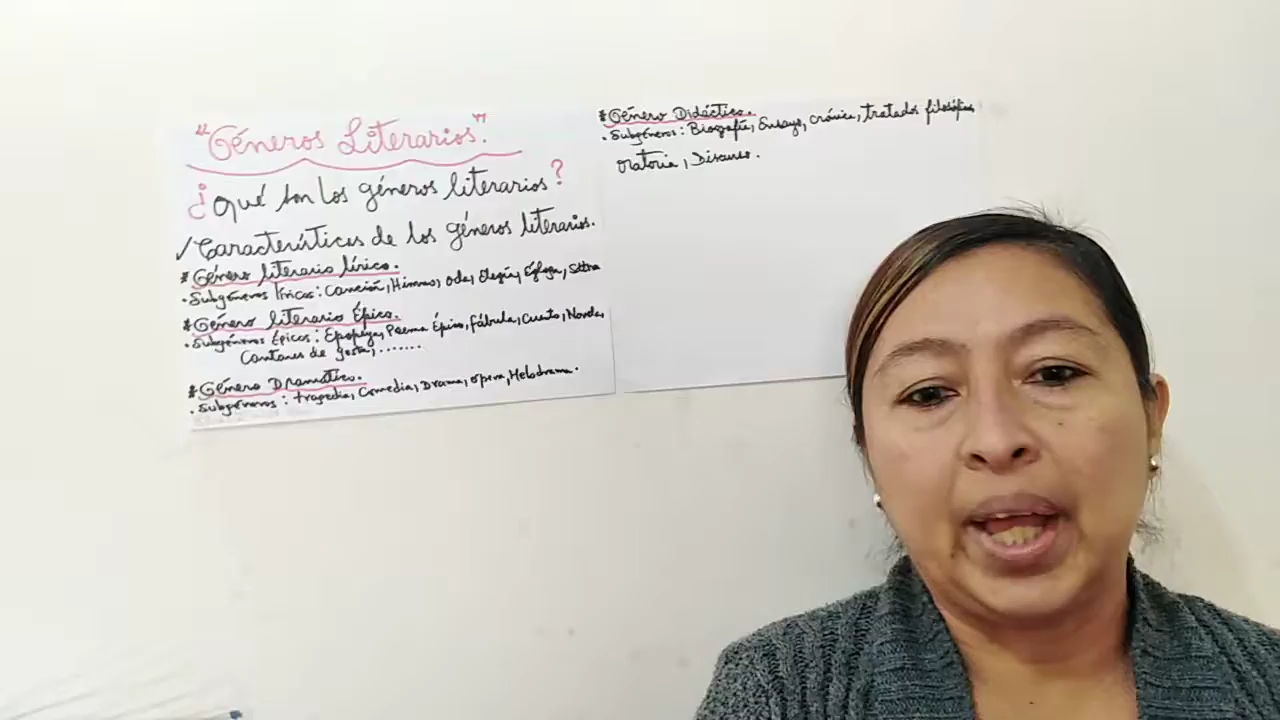 "Géneros Literarios."
¿Qué son los géneros literarios?
✓Características de los géneros literarios.
* Género literario lírico.
• Subgéneros líricos: Canción, Himnos, oda, Elegía, Égloga, Sátira
* Género literario Épico.
• Subgéneros Épicos: Epopeya, Poema Épico, fábula, Cuento, Novela,
Cantares de gesta, .......
* Género Dramático.
• Subgéneros: tragedia, Comedia, Drama, ópera, Melodrama.
* Género Didáctico.
• Subgéneros: Biografía, Ensayo, crónica, tratados filosóficos
Oratoria, Discurso.